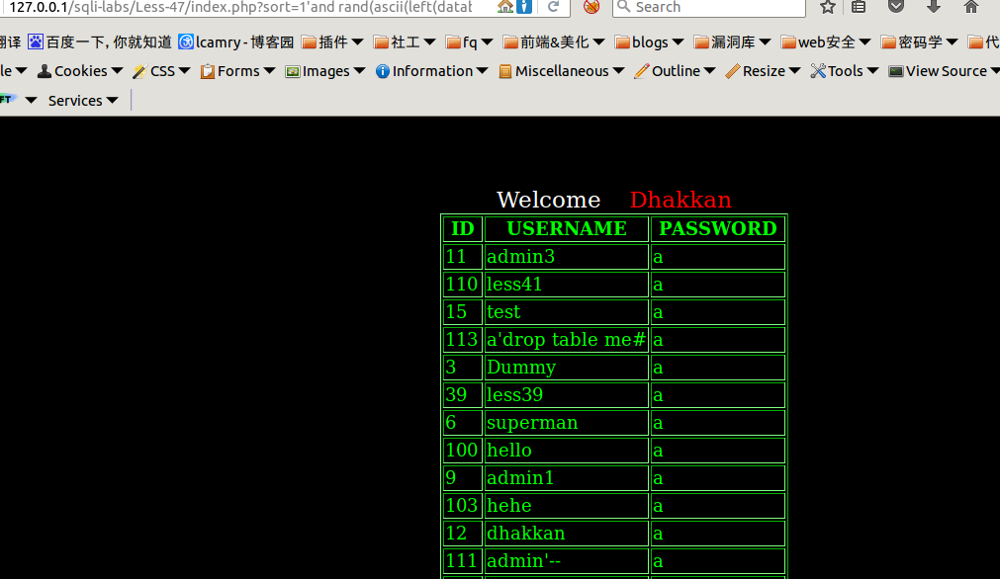 127.0.0.1/sqli-labs/Less-47/index.php?sort=1'and rand(ascii(left(datab Search
翻译 百度一下，你就知道 lcamry - 博客园 插件 社工 fq 前端&美化 blogs 漏洞库 web安全 密码学 代
le Cookies CSS Forms Images Information Miscellaneous Outline Resize Tools View Source
FT Services
Welcome Dhakkan
ID USERNAME PASSWORD
11 admin3 a
110 less41 a
15 test a
113 a'drop table me# a
3 Dummy a
39 less39 a
6 superman a
100 hello a
9 admin1 a
103 hehe a
12 dhakkan a
111 admin'-- a